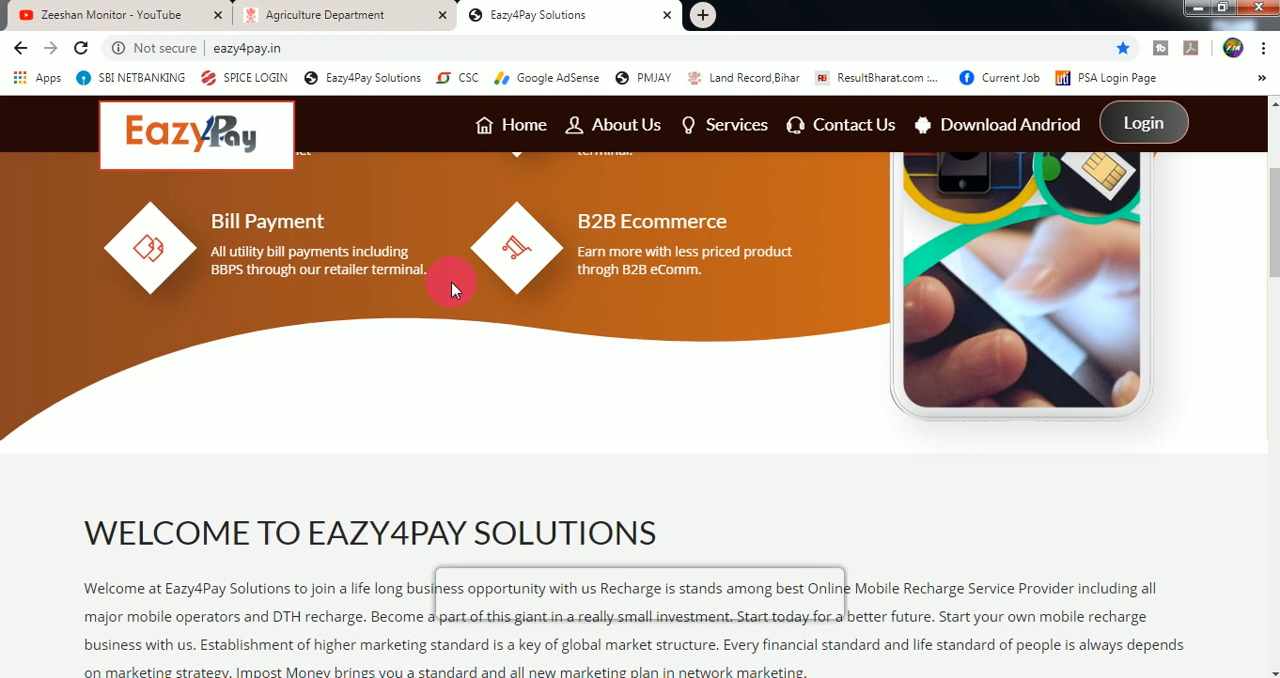 Zeeshan Monitor - YouTube
Agriculture Department
Eazy4Pay Solutions
Not secure
eazy4pay.in
Apps
SBI NETBANKING
SPICE LOGIN
Eazy4Pay Solutions
CSC
Google AdSense
PMJAY
Land Record,Bihar
ResultBharat.com :...
Current Job
PSA Login Page
Eazy4Pay
Home
About Us
Services
Contact Us
Download Andriod
Login
terminal.
Bill Payment
All utility bill payments including
BBPS through our retailer terminal.
B2B Ecommerce
Earn more with less priced product
throgh B2B eComm.
WELCOME TO EAZY4PAY SOLUTIONS
Welcome at Eazy4Pay Solutions to join a life long business opportunity with us Recharge is stands among best Online Mobile Recharge Service Provider including all
major mobile operators and DTH recharge. Become a part of this giant in a really small investment. Start today for a better future. Start your own mobile recharge
business with us. Establishment of higher marketing standard is a key of global market structure. Every financial standard and life standard of people is always depends
on marketing strategy. Impost Money brings you a standard and all new marketing plan in network marketing.